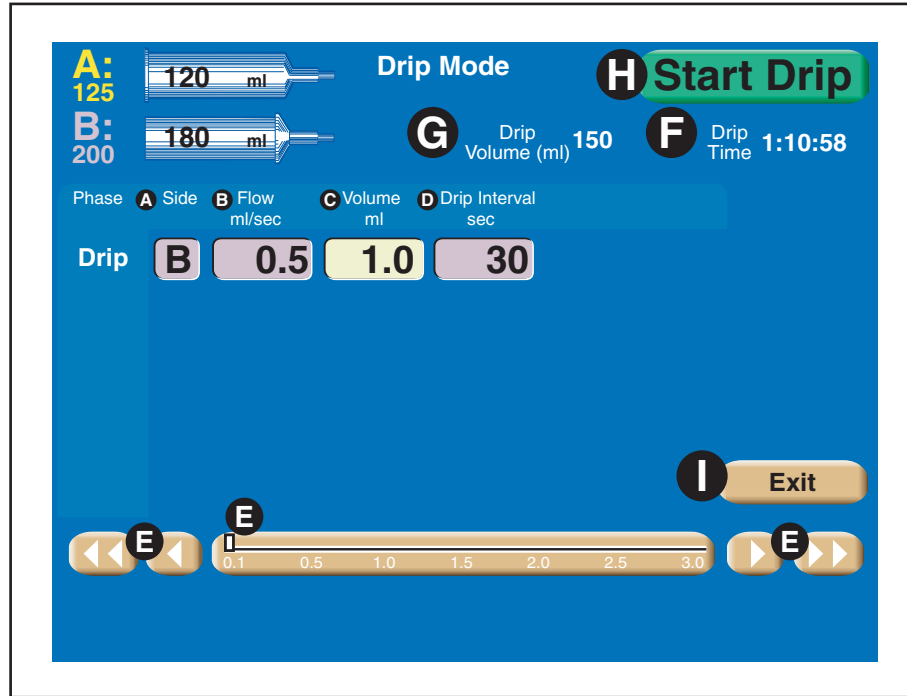 A:
125
120 ml
Drip Mode
H Start Drip
B:
200
180 ml
G Drip Volume (ml) 150
F Drip Time 1:10:58
Phase A Side B Flow C Volume D Drip Interval
ml/sec ml sec
Drip B 0.5 1.0 30
I Exit
E
E E
0.1 0.5 1.0 1.5 2.0 2.5 3.0